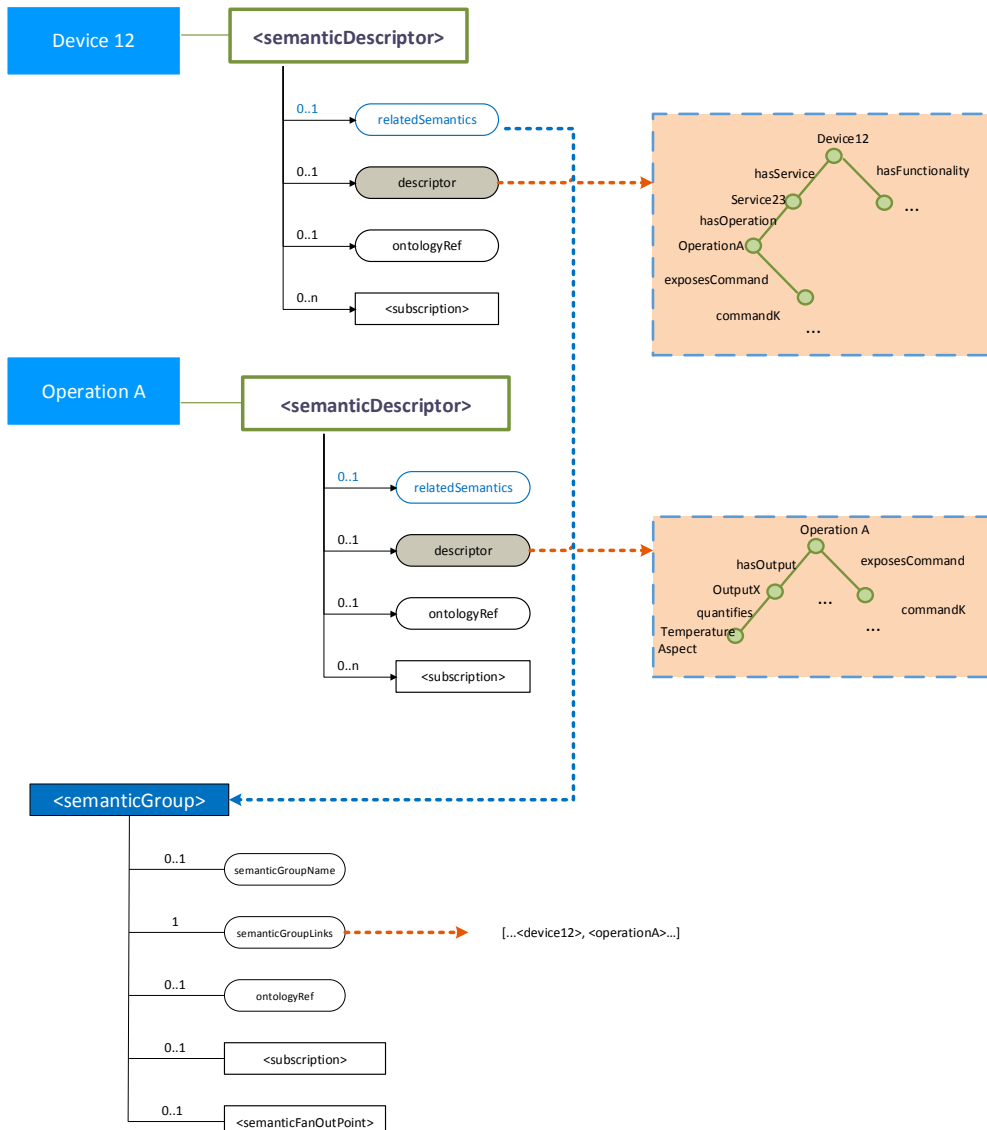 Device 12
<semanticDescriptor>
0..1
relatedSemantics
0..1
descriptor
0..1
ontologyRef
0..n
<subscription>
Device12
hasService
hasFunctionality
Service23
...
hasOperation
OperationA
exposesCommand
commandK
...
Operation A
<semanticDescriptor>
0..1
relatedSemantics
0..1
descriptor
0..1
ontologyRef
0..n
<subscription>
Operation A
hasOutput
exposesCommand
OutputX
...
commandK
quantifies
...
Temperature
Aspect
<semanticGroup>
0..1
semanticGroupName
1
semanticGroupLinks
[...<device12>, <operationA>...]
0..1
ontologyRef
0..1
<subscription>
0..1
<semanticFanOutPoint>